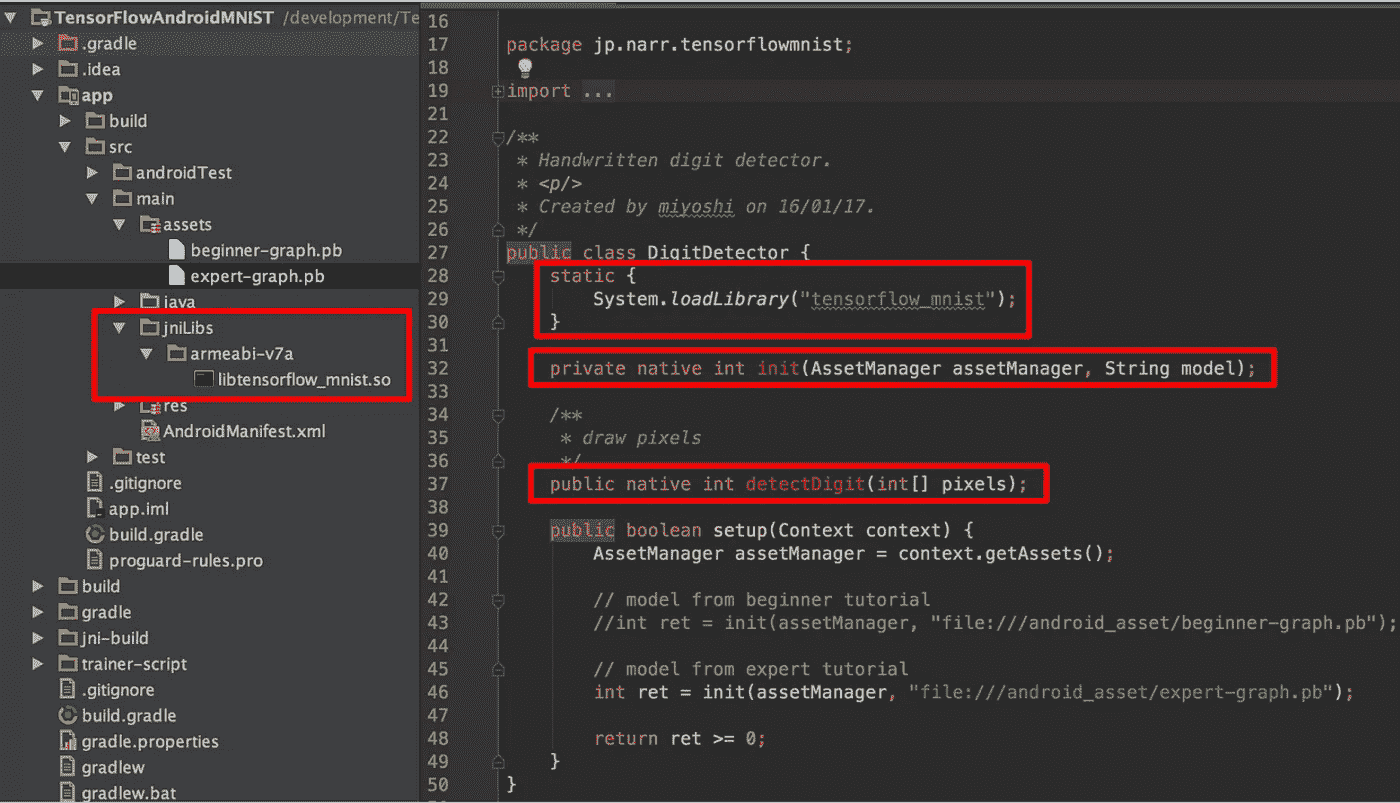 TensorFlowAndroidMNIST /development/Te
.gradle
.idea
app
build
src
androidTest
main
assets
beginner-graph.pb
expert-graph.pb
java
jniLibs
armeabi-v7a
libtensorflow_mnist.so
res
AndroidManifest.xml
test
.gitignore
app.iml
build.gradle
proguard-rules.pro
build
gradle
jni-build
trainer-script
.gitignore
build.gradle
gradle.properties
gradlew
gradlew.bat
16
17 package jp.narr.tensorflowmnist;
18
19 import ...
21
22 /**
23 * Handwritten digit detector.
24 * <p/>
25 * Created by miyoshi on 16/01/17.
26 */
27 public class DigitDetector {
28 static {
29 System.loadLibrary("tensorflow_mnist");
30 }
31
32 private native int init(AssetManager assetManager, String model);
33
34 /**
35 * draw pixels
36 */
37 public native int detectDigit(int[] pixels);
38
39 public boolean setup(Context context) {
40 AssetManager assetManager = context.getAssets();
41
42 // model from beginner tutorial
43 //int ret = init(assetManager, "file:///android_asset/beginner-graph.pb");
44
45 // model from expert tutorial
46 int ret = init(assetManager, "file:///android_asset/expert-graph.pb");
47
48 return ret >= 0;
49 }
50 }